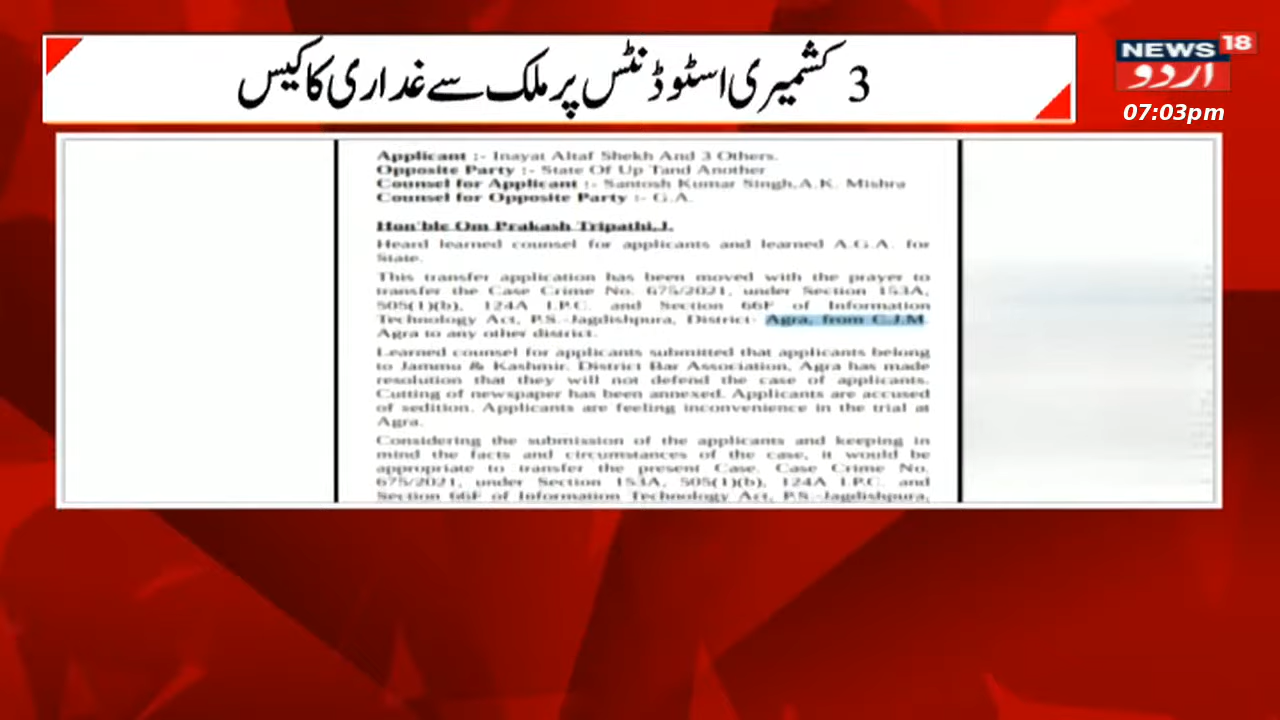 3 کشمیری اسٹوڈنٹس پر ملک سے غداری کا کیس
NEWS 18
اردو
07:03pm
Applicant :- Inayat Altaf Shekh And 3 Others.
Opposite Party :- State Of Up Tand Another
Counsel for Applicant :- Santosh Kumar Singh,A.K. Mishra
Counsel for Opposite Party :- G.A.
Hon'ble Om Prakash Tripathi,J.
Heard learned counsel for applicants and learned A.G.A. for
State.
This transfer application has been moved with the prayer to
transfer the Case Crime No. 675/2021, under Section 153A,
505(1)(b), 124A I.P.C. and Section 66F of Information
Technology Act, P.S.-Jagdishpura, District- Agra, from C.J.M.
Agra to any other district.
Learned counsel for applicants submitted that applicants belong
to Jammu & Kashmir. District Bar Association, Agra has made
resolution that they will not defend the case of applicants.
Cutting of newspaper has been annexed. Applicants are accused
of sedition. Applicants are feeling inconvenience in the trial at
Agra.
Considering the submission of the applicants and keeping in
mind the facts and circumstances of the case, it would be
appropriate to transfer the present Case. Case Crime No.
675/2021, under Section 153A, 505(1)(b), 124A I.P.C. and
Section 66F of Information Technology Act, P.S.-Jagdishpura,